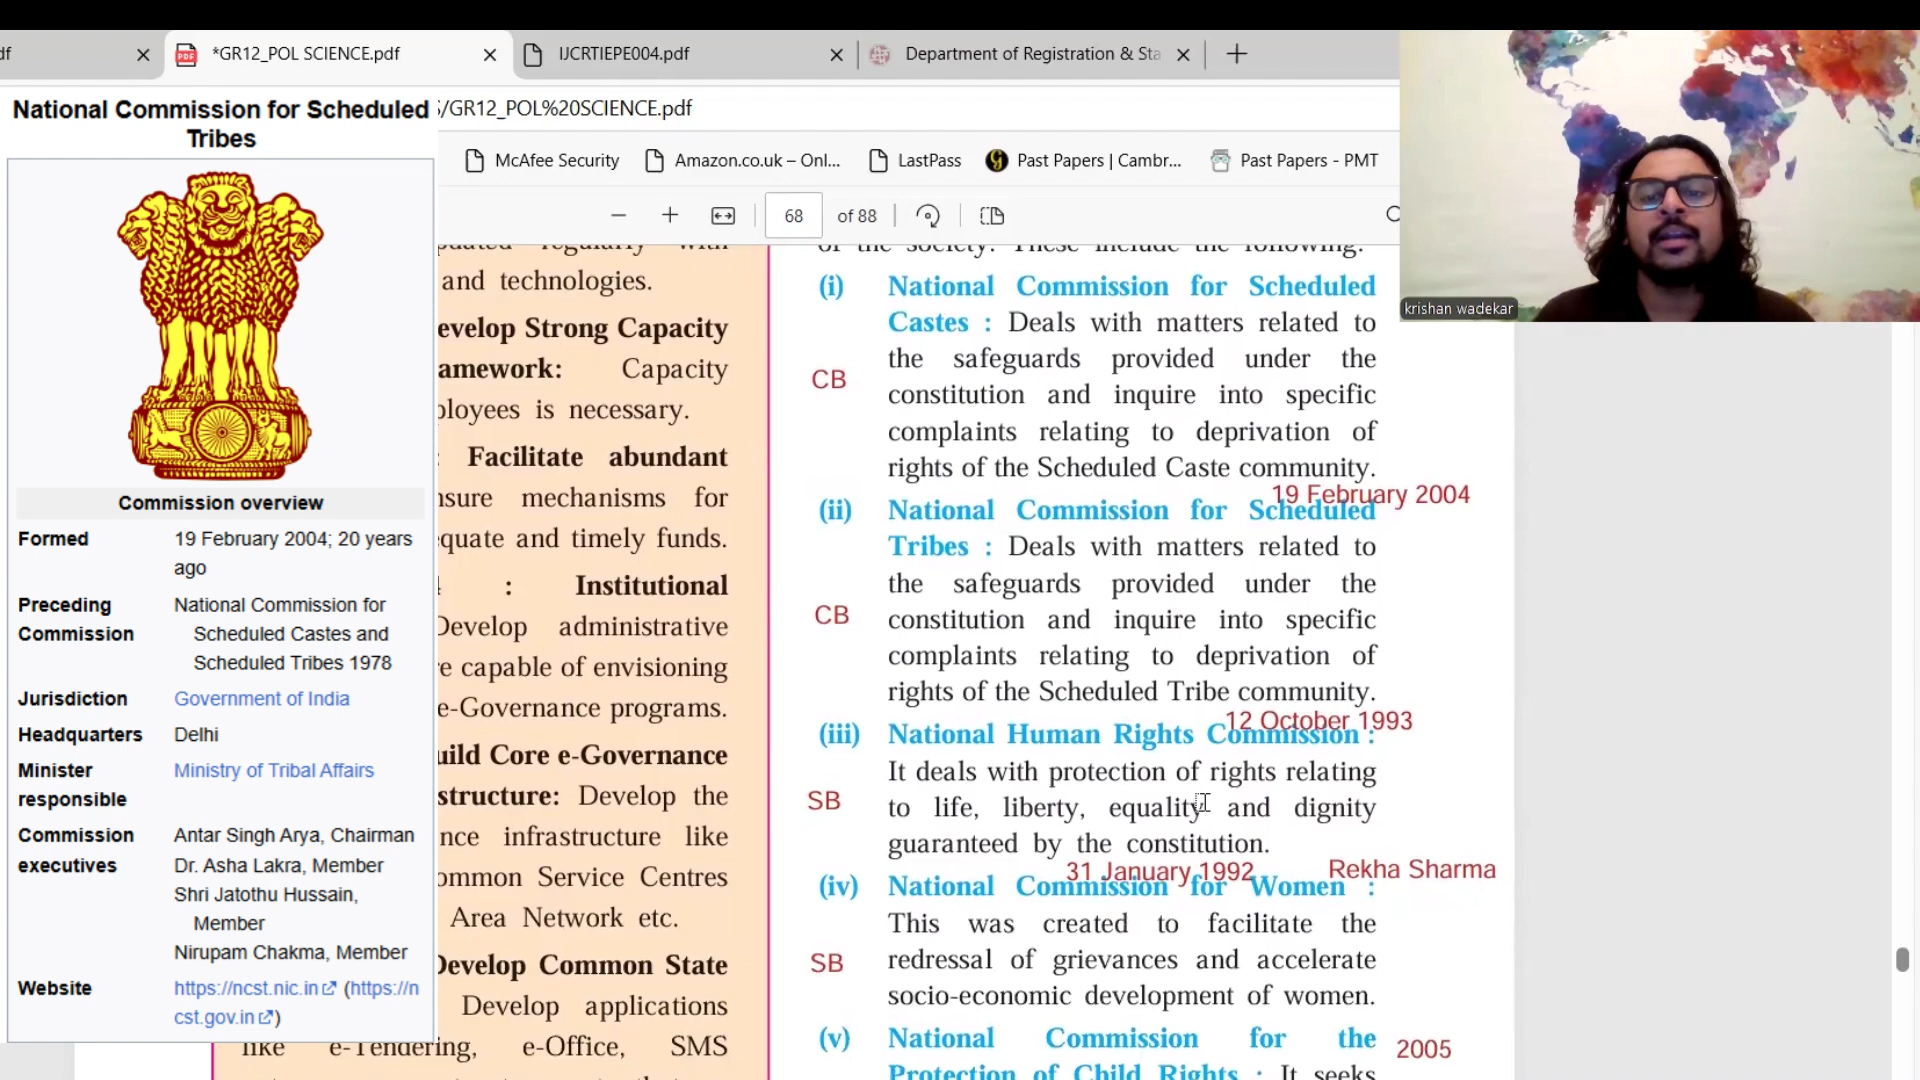 df
*GR12_POL SCIENCE.pdf
IJCRTIEPE004.pdf
Department of Registration & Sta
S/GR12_POL%20SCIENCE.pdf
McAfee Security
Amazon.co.uk – Onl...
LastPass
Past Papers | Cambr...
Past Papers - PMT
68 of 88
krishan wadekar
National Commission for Scheduled
Tribes
Commission overview
Formed 19 February 2004; 20 years
ago
Preceding National Commission for
Commission Scheduled Castes and
Scheduled Tribes 1978
Jurisdiction Government of India
Headquarters Delhi
Minister Ministry of Tribal Affairs
responsible
Commission Antar Singh Arya, Chairman
executives Dr. Asha Lakra, Member
Shri Jatothu Hussain,
Member
Nirupam Chakma, Member
Website https://ncst.nic.in (https://n
cst.gov.in)
updated regularly with
and technologies.
evelop Strong Capacity
amework: Capacity
ployees is necessary.
: Facilitate abundant
nsure mechanisms for
equate and timely funds.
: Institutional
Develop administrative
re capable of envisioning
e-Governance programs.
uild Core e-Governance
structure: Develop the
nce infrastructure like
ommon Service Centres
Area Network etc.
Develop Common State
Develop applications
like e-Tendering, e-Office, SMS
of the society. These include the following.
(i) National Commission for Scheduled
Castes : Deals with matters related to
the safeguards provided under the
CB
constitution and inquire into specific
complaints relating to deprivation of
rights of the Scheduled Caste community.
19 February 2004
(ii) National Commission for Scheduled
Tribes : Deals with matters related to
the safeguards provided under the
CB
constitution and inquire into specific
complaints relating to deprivation of
rights of the Scheduled Tribe community.
12 October 1993
(iii) National Human Rights Commission :
It deals with protection of rights relating
SB
to life, liberty, equality and dignity
guaranteed by the constitution.
31 January 1992 Rekha Sharma
(iv) National Commission for Women :
This was created to facilitate the
SB
redressal of grievances and accelerate
socio-economic development of women.
(v) National Commission for the
2005
Protection of Child Rights : It seeks